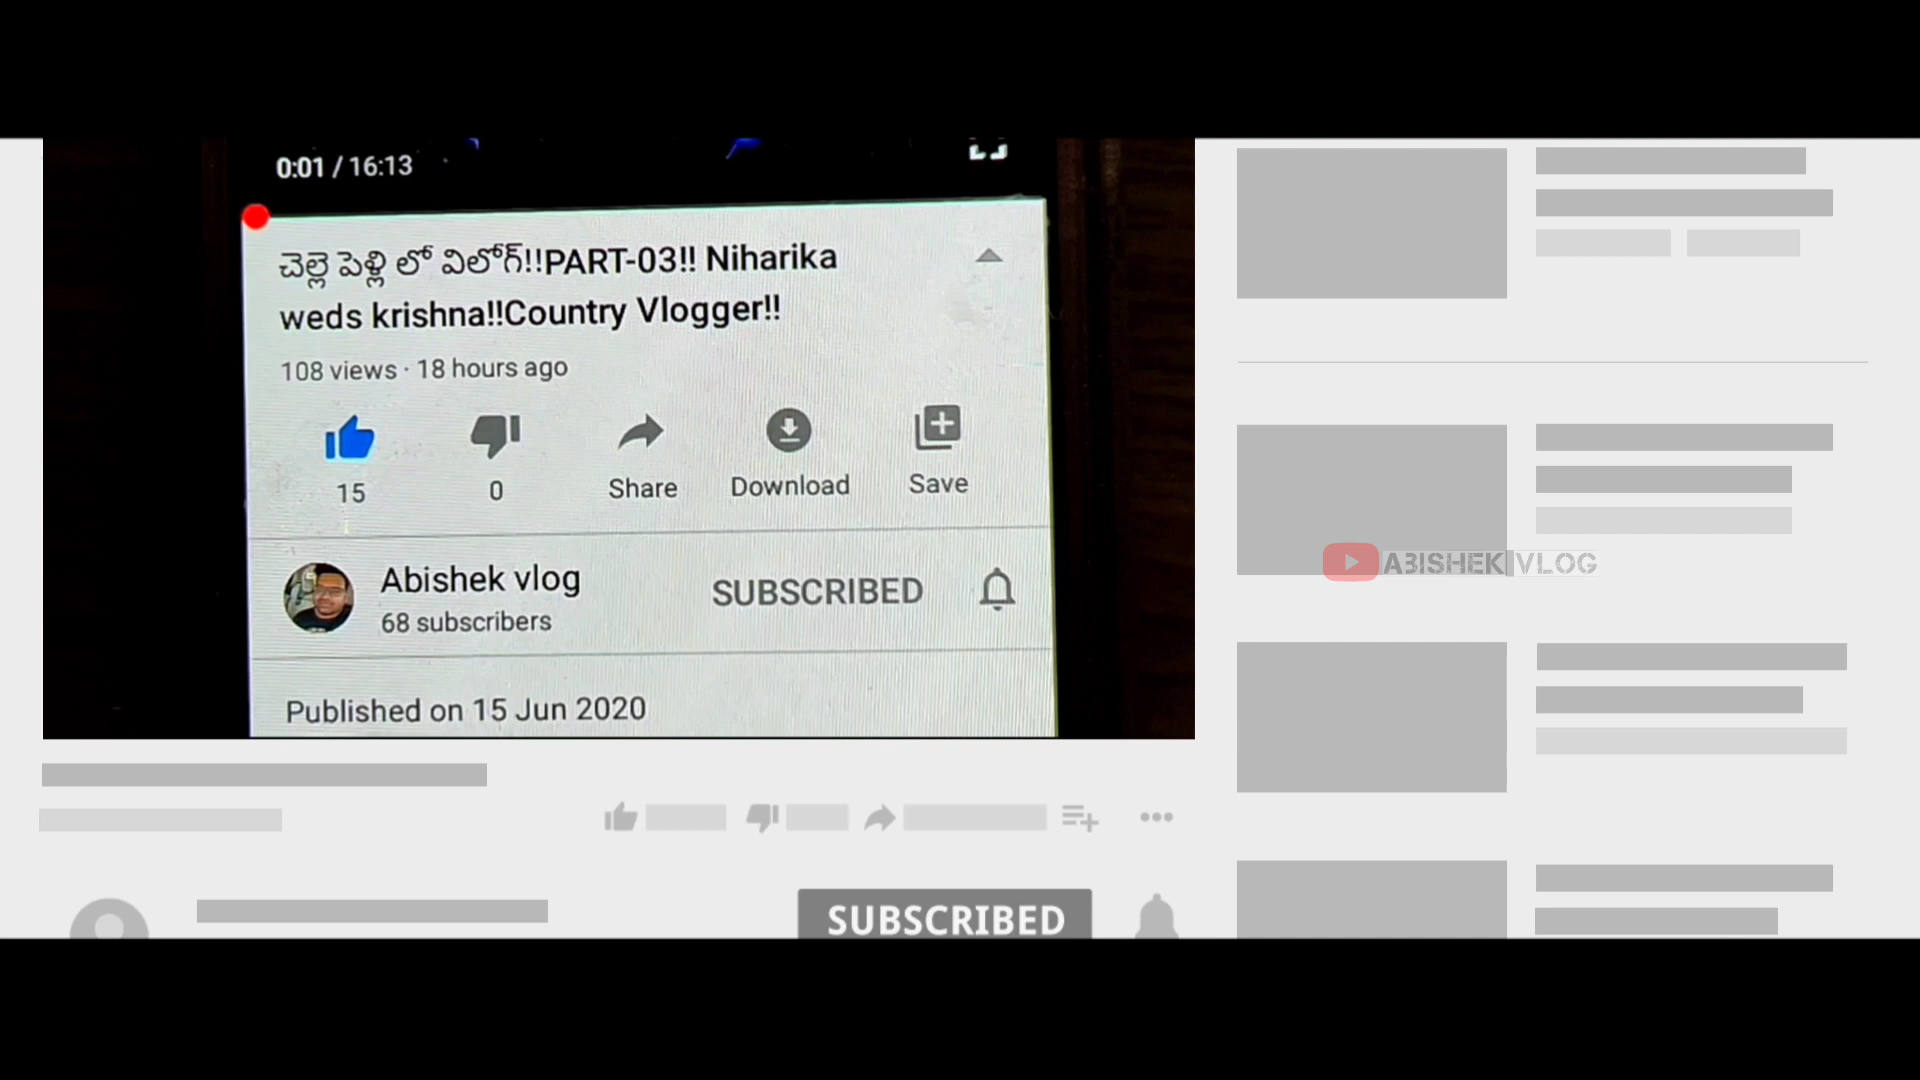 0:01 / 16:13
చెల్లె పెళ్లి లో విలోగ్!!PART-03!! Niharika
weds krishna!!Country Vlogger!!
108 views · 18 hours ago
15
0
Share
Download
Save
Abishek vlog
68 subscribers
SUBSCRIBED
Published on 15 Jun 2020
ABISHEK VLOG
SUBSCRIBED